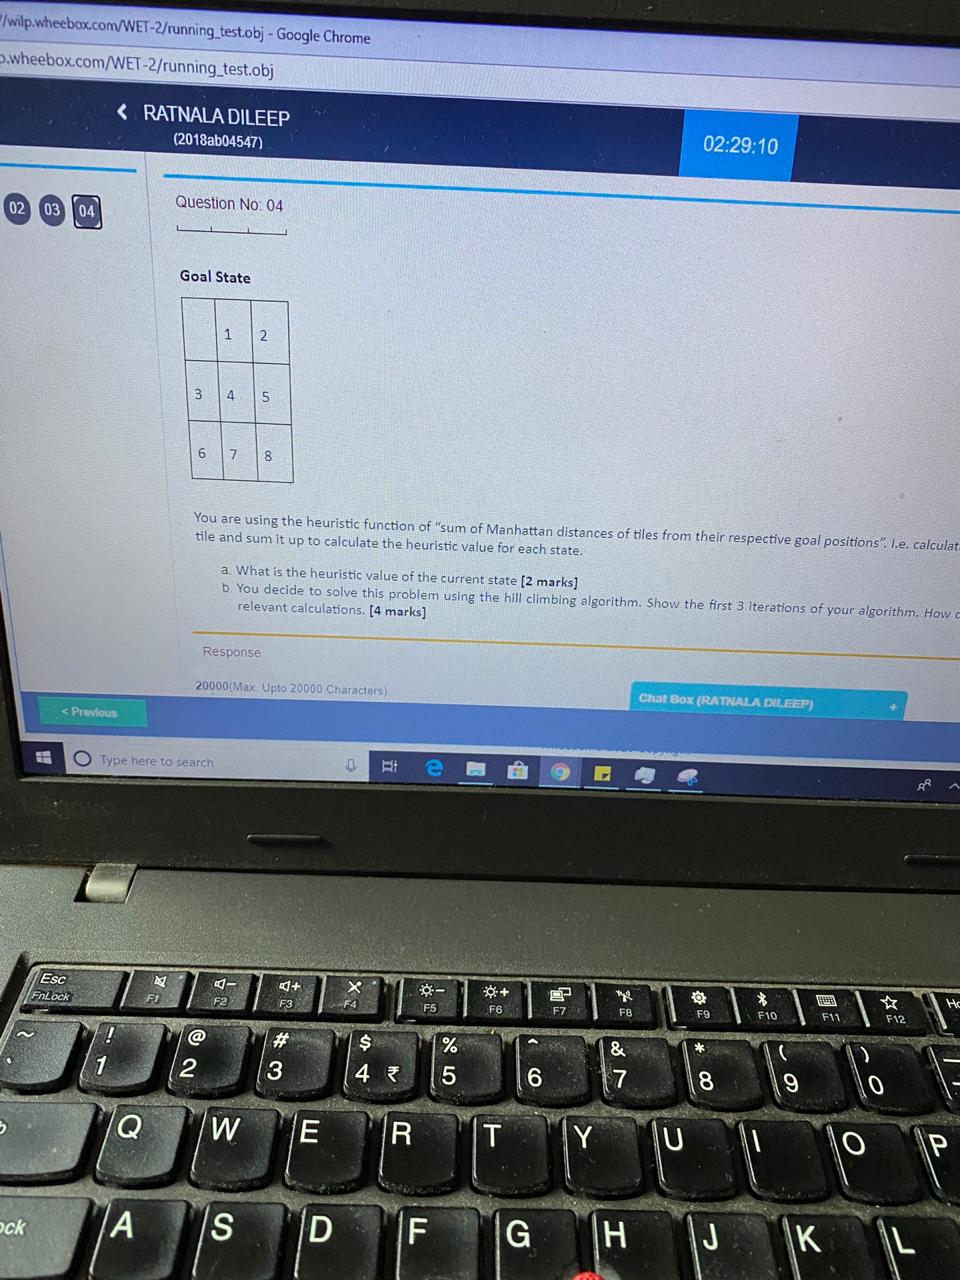 /wilp.wheebox.com/WET-2/running_test.obj - Google Chrome
p.wheebox.com/WET-2/running_test.obj
RATNALA DILEEP
(2018ab04547)
02:29:10
02 03 04
Question No: 04
Goal State
1 2
3 4 5
6 7 8
You are using the heuristic function of “sum of Manhattan distances of tiles from their respective goal positions”. I.e. calculat
tile and sum it up to calculate the heuristic value for each state.
a. What is the heuristic value of the current state [2 marks]
b. You decide to solve this problem using the hill climbing algorithm. Show the first 3 iterations of your algorithm. How
relevant calculations. [4 marks]
Response
20000(Max. Upto 20000 Characters)
Chat Box (RATNALA DILEEP) +
< Previous
Type here to search
lenovo
Esc
FnLock F1 F2 F3 F4 F5 F6 F7 F8 F9 F10 F11 F12
~ ! @ # $ % ^ & * ( )
1 2 3 4 ₹ 5 6 7 8 9 0
Q W E R T Y U I O P
ock A S D F G H J K L